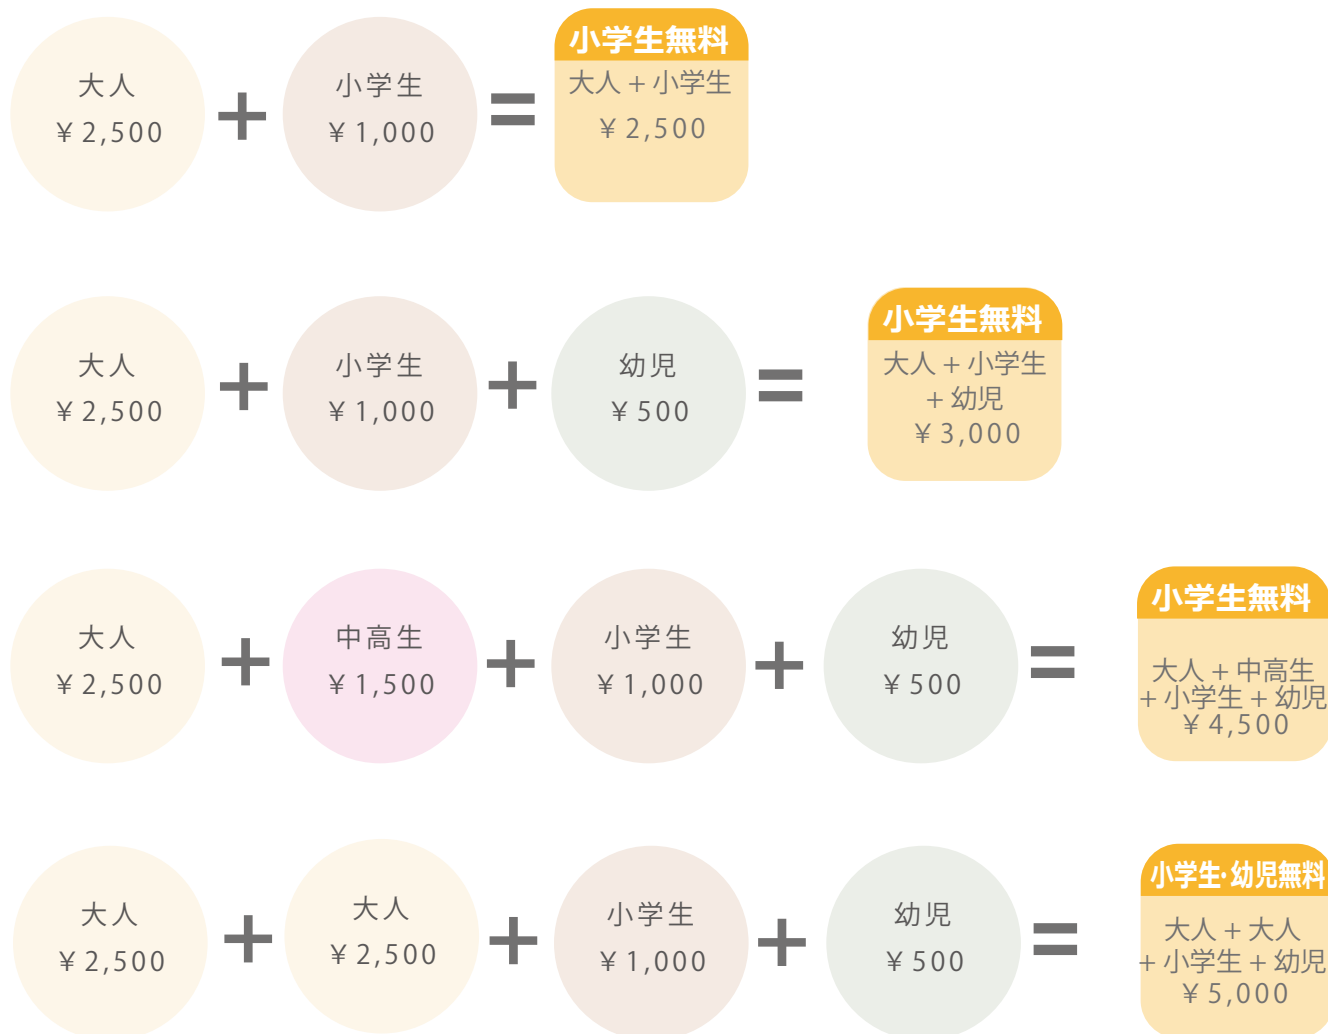 大人
¥ 2,500
+
小学生
¥ 1,000
=
小学生無料
大人 + 小学生
¥ 2,500
大人
¥ 2,500
+
小学生
¥ 1,000
+
幼児
¥ 500
=
小学生無料
大人 + 小学生
+ 幼児
¥ 3,000
大人
¥ 2,500
+
中高生
¥ 1,500
+
小学生
¥ 1,000
+
幼児
¥ 500
=
小学生無料
大人 + 中高生
+ 小学生 + 幼児
¥ 4,500
大人
¥ 2,500
+
大人
¥ 2,500
+
小学生
¥ 1,000
+
幼児
¥ 500
=
小学生・幼児無料
大人 + 大人
+ 小学生 + 幼児
¥ 5,000